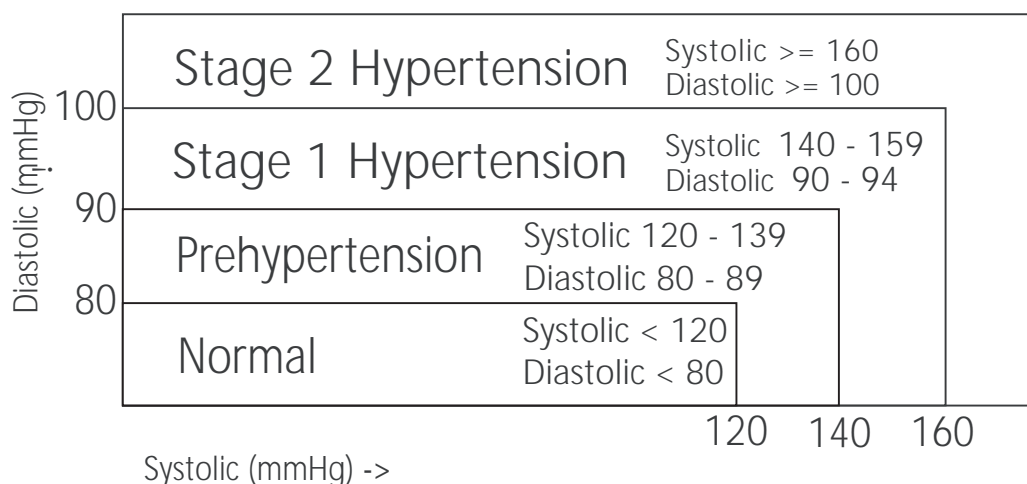 Stage 2 Hypertension
Systolic >= 160
Diastolic >= 100
100
Stage 1 Hypertension
Systolic 140 - 159
Diastolic 90 - 94
90
Prehypertension
Systolic 120 - 139
Diastolic 80 - 89
80
Normal
Systolic < 120
Diastolic < 80
Diastolic (mmHg)
120 140 160
Systolic (mmHg) ->